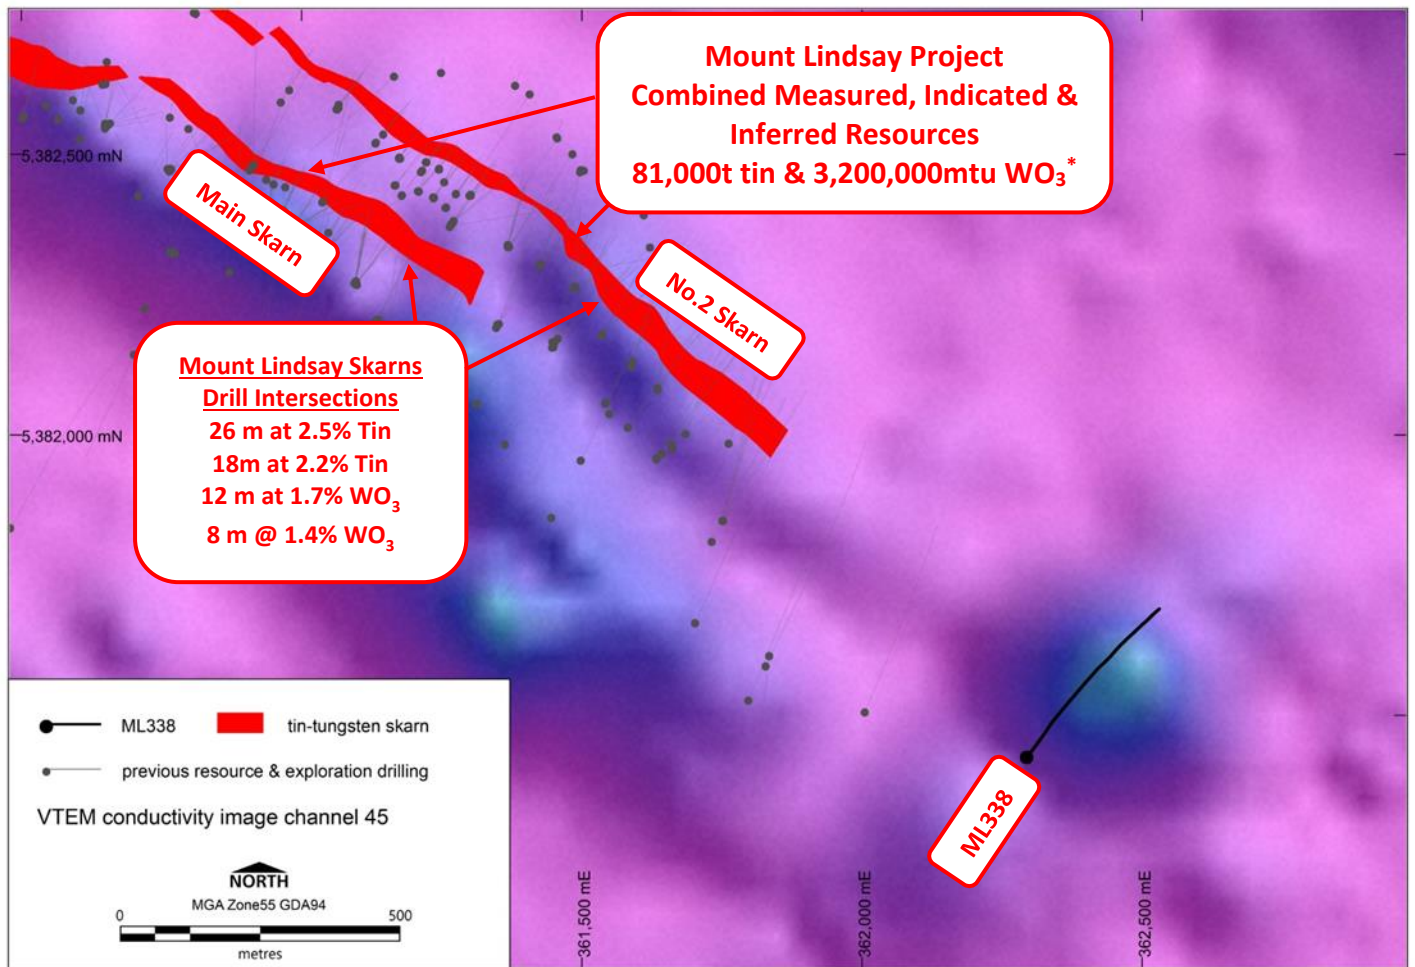 Mount Lindsay Project
Combined Measured, Indicated &
Inferred Resources
81,000t tin & 3,200,000mtu WO₃*
5,382,500 mN
Main Skarn
No.2 Skarn
Mount Lindsay Skarns
Drill Intersections
26 m at 2.5% Tin
18m at 2.2% Tin
12 m at 1.7% WO₃
8 m @ 1.4% WO₃
5,382,000 mN
ML338
ML338
tin-tungsten skarn
previous resource & exploration drilling
VTEM conductivity image channel 45
NORTH
MGA Zone55 GDA94
0
500
metres
361,500 mE
362,000 mE
362,500 mE